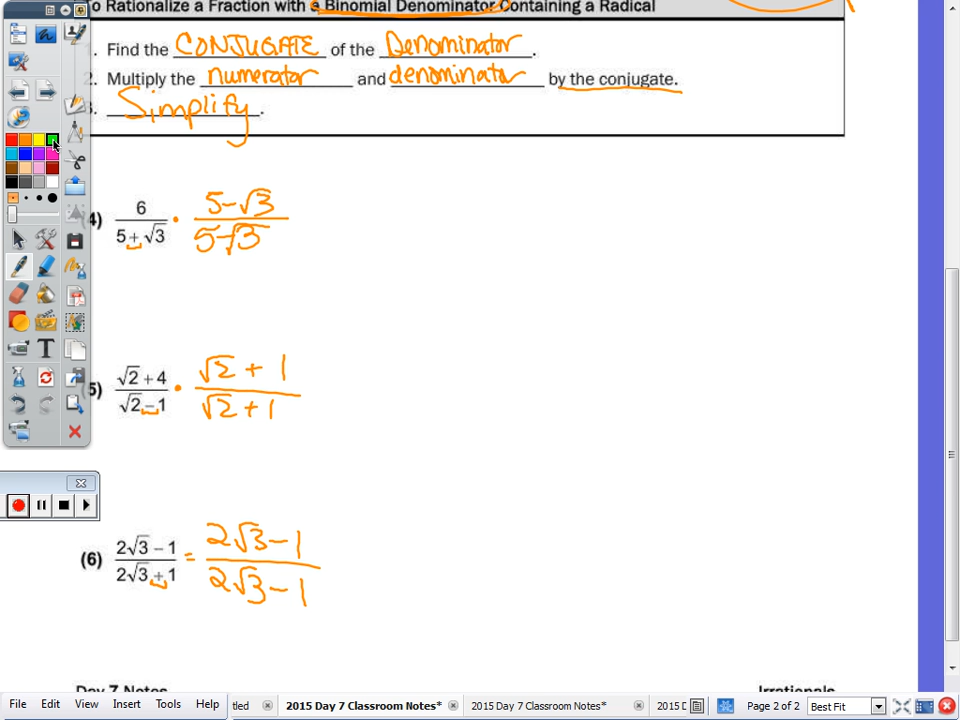 o Rationalize a Fraction with a Binomial Denominator Containing a Radical
. Find the CONJUGATE of the Denominator.
2. Multiply the numerator and denominator by the conjugate.
3. Simplify.
4) 6 / 5 + √3 • 5-√3 / 5-√3
5) √2 + 4 / √2 - 1 • √2 + 1 / √2 + 1
(6) 2√3 - 1 / 2√3 + 1 = 2√3 - 1 / 2√3 - 1
Day 7 Notes Irrationals
File Edit View Insert Tools Help tled 2015 Day 7 Classroom Notes* 2015 Day 7 Classroom Notes* 2015 D Page 2 of 2 Best Fit